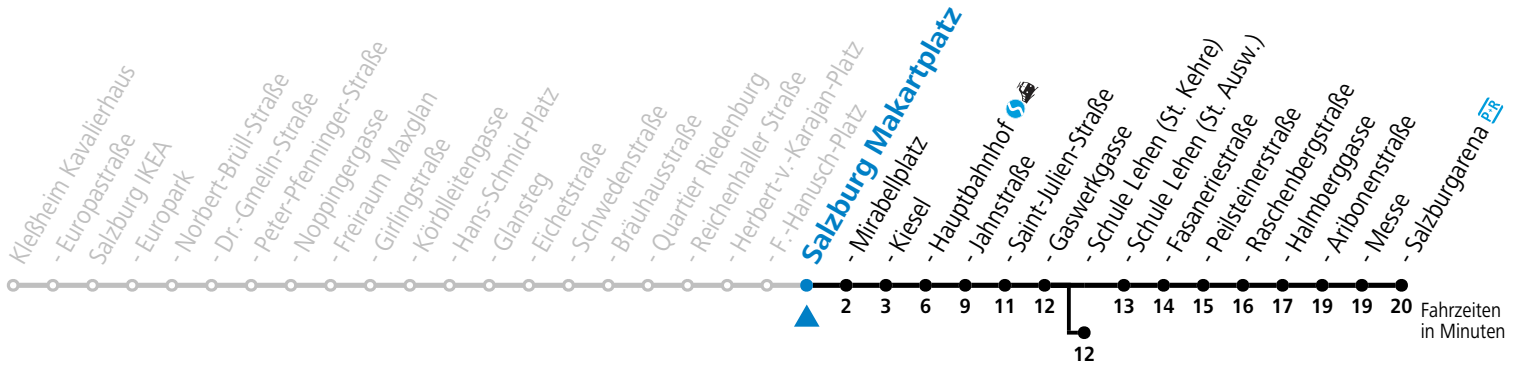 Kleßheim Kavalierhaus
- Europastraße
Salzburg IKEA
- Europark
- Norbert-Brüll-Straße
- Dr.-Gmelin-Straße
- Peter-Pfenninger-Straße
- Noppingergasse
- Freiraum Maxglan
- Girlingstraße
- Körblleitengasse
- Hans-Schmid-Platz
- Glansteg
- Eichetstraße
- Schwedenstraße
- Bräuhausstraße
- Quartier Riedenburg
- Reichenhaller Straße
- Herbert-v.-Karajan-Platz
- F.-Hanusch-Platz
Salzburg Makartplatz
- Mirabellplatz
- Kiesel
- Hauptbahnhof
- Jahnstraße
- Saint-Julien-Straße
- Gaswerkgasse
- Schule Lehen (St. Kehre)
- Schule Lehen (St. Ausw.)
- Fasaneriestraße
- Peilsteinerstraße
- Raschenbergstraße
- Halmberggasse
- Aribonenstraße
- Messe
- Salzburgarena P+R
2 3 6 9 11 12 13 14 15 16 17 19 19 20 Fahrzeiten
in Minuten
12